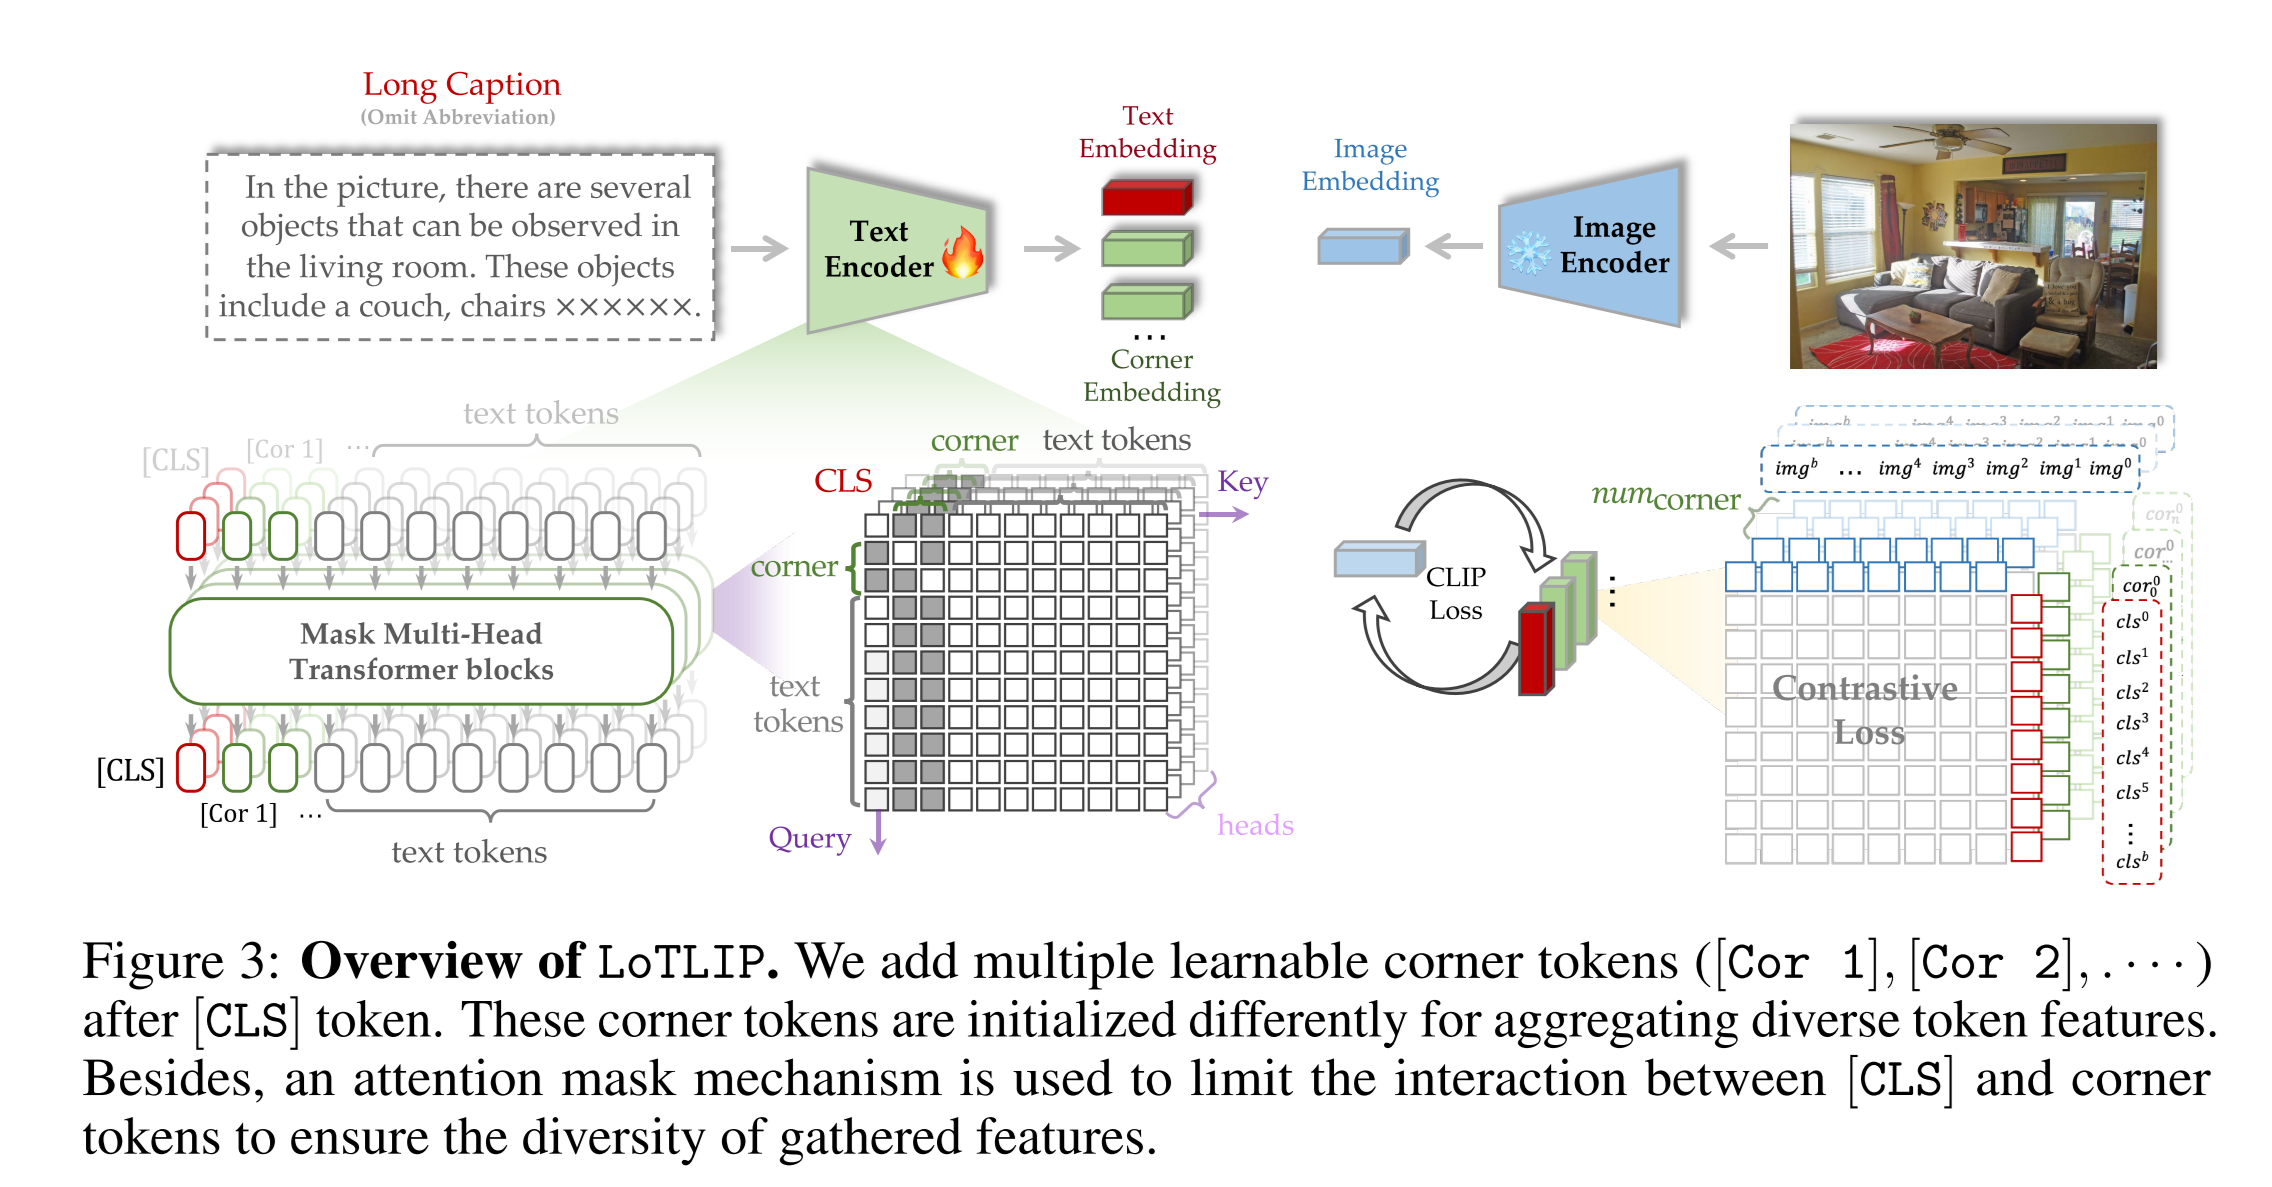 Long Caption
(Omit Abbreviation)
In the picture, there are several
objects that can be observed in
the living room. These objects
include a couch, chairs ××××××.
Text
Encoder
Text
Embedding
...
Corner
Embedding
Image
Embedding
Image
Encoder
text tokens
[CLS]
[Cor 1]
...
Mask Multi-Head
Transformer blocks
[CLS]
[Cor 1]
...
text tokens
corner
text tokens
CLS
Key
corner
text
tokens
Query
heads
CLIP
Loss
...
num corner
img^b ... img^4 img^3 img^2 img^1 img^0
Contrastive
Loss
cor_n^0
cor^0
...
cor_0^0
cls^0
cls^1
cls^2
cls^3
cls^4
cls^5
⋮
cls^b
Figure 3: Overview of LoTLIP. We add multiple learnable corner tokens ([Cor 1], [Cor 2], . · · · )
after [CLS] token. These corner tokens are initialized differently for aggregating diverse token features.
Besides, an attention mask mechanism is used to limit the interaction between [CLS] and corner
tokens to ensure the diversity of gathered features.